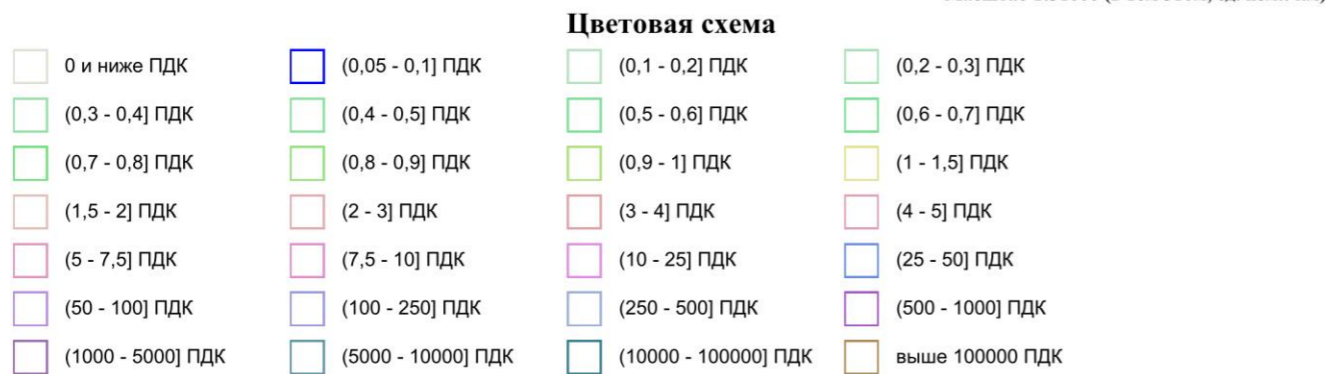 Цветовая схема
0 и ниже ПДК (0,05 - 0,1] ПДК (0,1 - 0,2] ПДК (0,2 - 0,3] ПДК
(0,3 - 0,4] ПДК (0,4 - 0,5] ПДК (0,5 - 0,6] ПДК (0,6 - 0,7] ПДК
(0,7 - 0,8] ПДК (0,8 - 0,9] ПДК (0,9 - 1] ПДК (1 - 1,5] ПДК
(1,5 - 2] ПДК (2 - 3] ПДК (3 - 4] ПДК (4 - 5] ПДК
(5 - 7,5] ПДК (7,5 - 10] ПДК (10 - 25] ПДК (25 - 50] ПДК
(50 - 100] ПДК (100 - 250] ПДК (250 - 500] ПДК (500 - 1000] ПДК
(1000 - 5000] ПДК (5000 - 10000] ПДК (10000 - 100000] ПДК выше 100000 ПДК